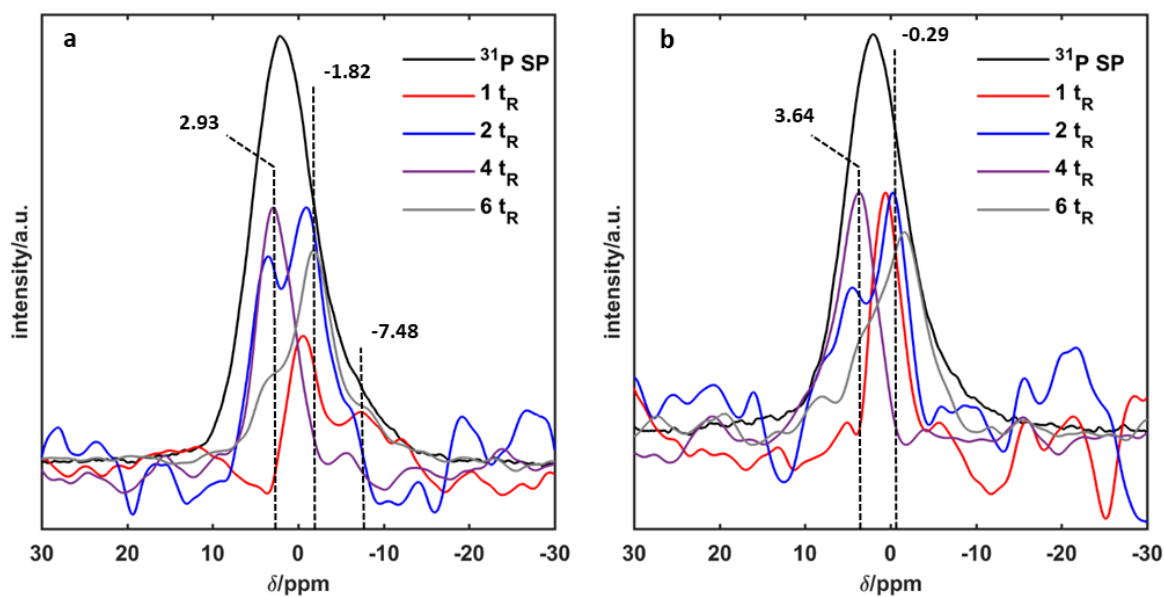 a
³¹P SP
1 tR
2 tR
4 tR
6 tR
2.93
-1.82
-7.48
intensity/a.u.
30 20 10 0 -10 -20 -30
δ/ppm
b
³¹P SP
1 tR
2 tR
4 tR
6 tR
3.64
-0.29
intensity/a.u.
30 20 10 0 -10 -20 -30
δ/ppm